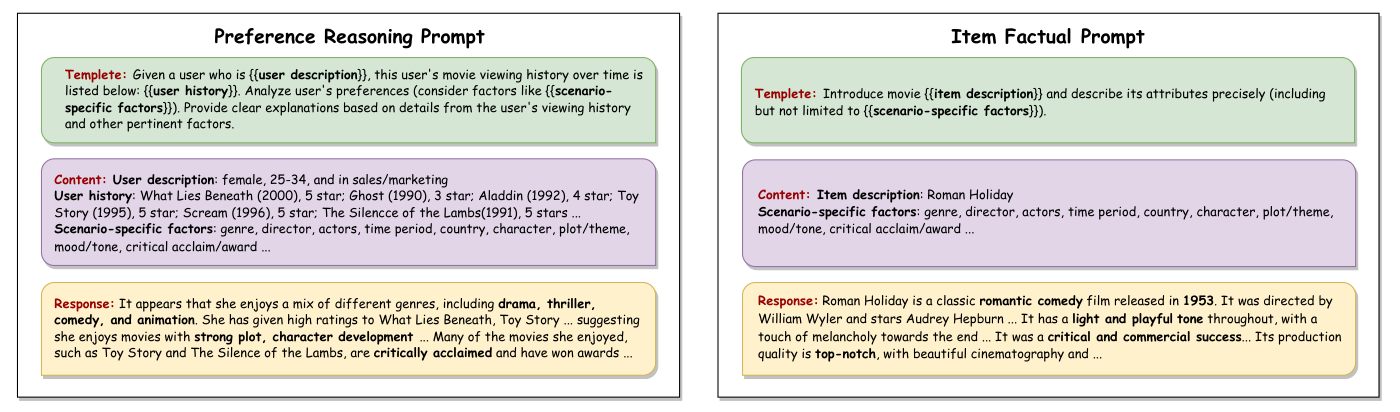 Preference Reasoning Prompt
Templete: Given a user who is {{user description}}, this user's movie viewing history over time is
listed below: {{user history}}. Analyze user's preferences (consider factors like {{scenario-
specific factors}}). Provide clear explanations based on details from the user's viewing history
and other pertinent factors.
Content: User description: female, 25-34, and in sales/marketing
User history: What Lies Beneath (2000), 5 star; Ghost (1990), 3 star; Aladdin (1992), 4 star; Toy
Story (1995), 5 star; Scream (1996), 5 star; The Silencce of the Lambs(1991), 5 stars ...
Scenario-specific factors: genre, director, actors, time period, country, character, plot/theme,
mood/tone, critical acclaim/award ...
Response: It appears that she enjoys a mix of different genres, including drama, thriller,
comedy, and animation. She has given high ratings to What Lies Beneath, Toy Story ... suggesting
she enjoys movies with strong plot, character development ... Many of the movies she enjoyed,
such as Toy Story and The Silence of the Lambs, are critically acclaimed and have won awards ...
Item Factual Prompt
Templete: Introduce movie {{item description}} and describe its attributes precisely (including
but not limited to {{scenario-specific factors}}).
Content: Item description: Roman Holiday
Scenario-specific factors: genre, director, actors, time period, country, character, plot/theme,
mood/tone, critical acclaim/award ...
Response: Roman Holiday is a classic romantic comedy film released in 1953. It was directed by
William Wyler and stars Audrey Hepburn ... It has a light and playful tone throughout, with a
touch of melancholy towards the end ... It was a critical and commercial success... Its production
quality is top-notch, with beautiful cinematography and ...